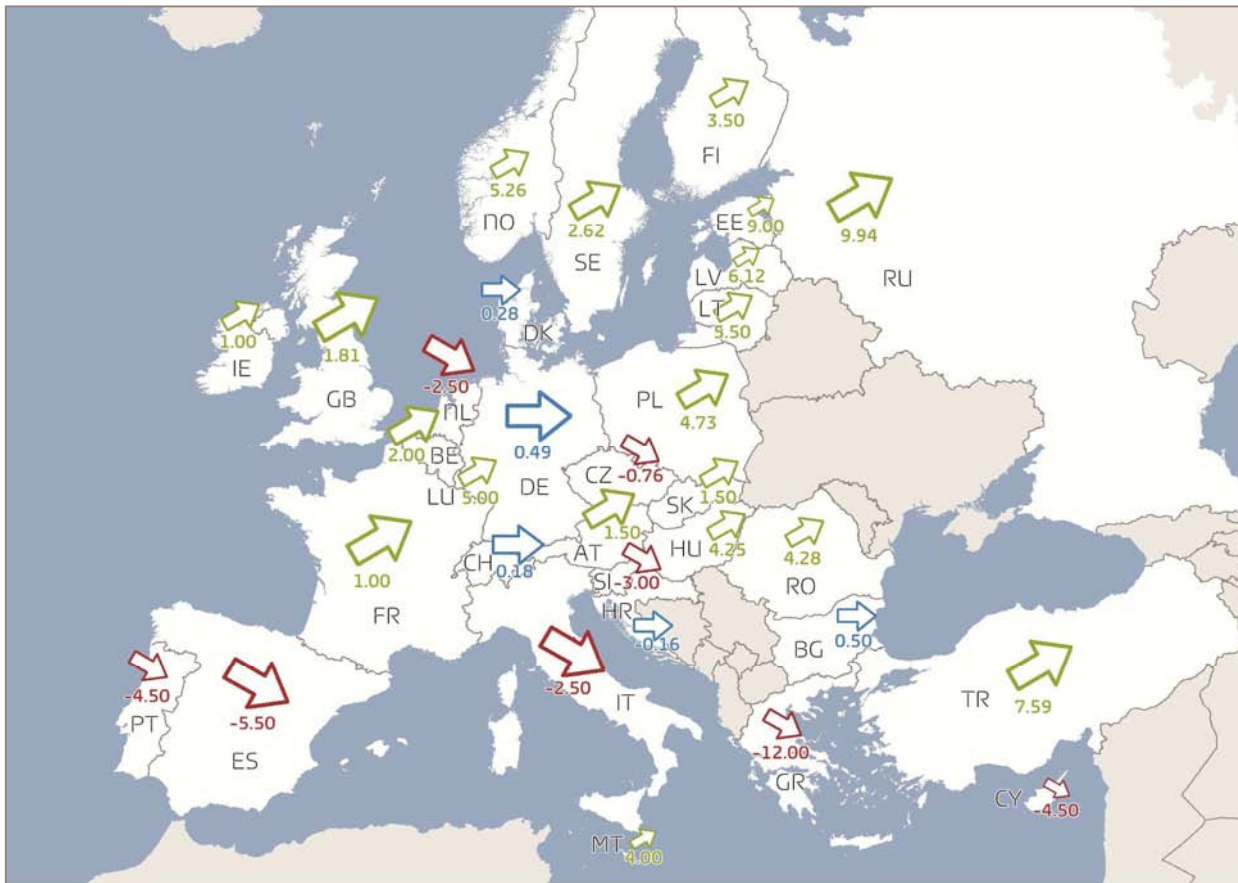 3.50
FI
5.26
NO
2.62
SE
EE
9.00
9.94
RU
LV
6.12
LT
5.50
0.28
DK
1.00
IE
1.81
GB
-2.50
NL
PL
4.73
2.00
BE
0.49
DE
LU
5.00
CZ
-0.76
SK
1.50
1.50
AT
HU
4.25
4.28
RO
CH
0.18
1.00
FR
SI
-3.00
HR
-0.16
0.50
BG
-4.50
PT
-5.50
ES
-2.50
IT
TR
7.59
-12.00
GR
CY
-4.50
MT
4.00